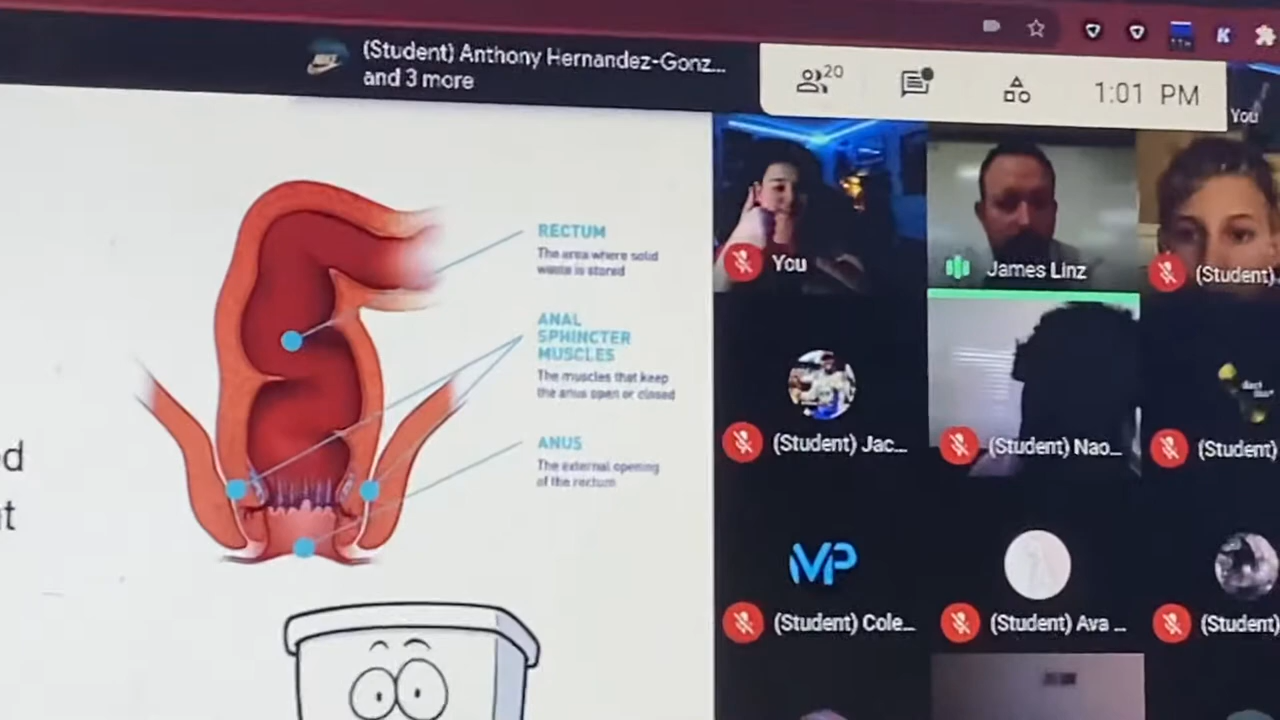 (Student) Anthony Hernandez-Gonz...
and 3 more
20
1:01 PM
You
K
RECTUM
The area where solid
waste is stored
ANAL
SPHINCTER
MUSCLES
The muscles that keep
the anus open or closed
ANUS
The external opening
of the rectum
ed
t
You
James Linz
(Student)
(Student) Jac...
(Student) Nao...
(Student)
MP
(Student) Cole...
(Student) Ava ...
(Student)